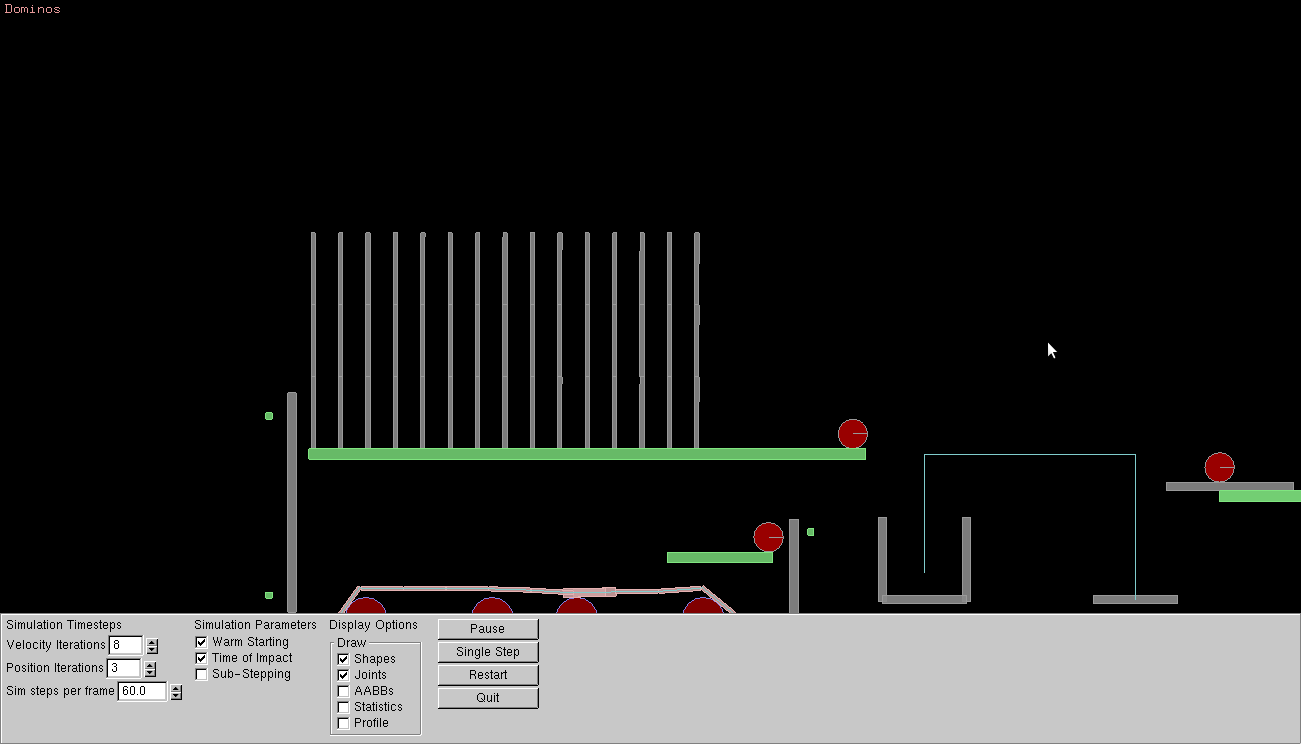 Dominos
Simulation Timesteps
Velocity Iterations 8
Position Iterations 3
Sim steps per frame 60.0
Simulation Parameters
Warm Starting
Time of Impact
Sub-Stepping
Display Options
Draw
Shapes
Joints
AABBs
Statistics
Profile
Pause
Single Step
Restart
Quit